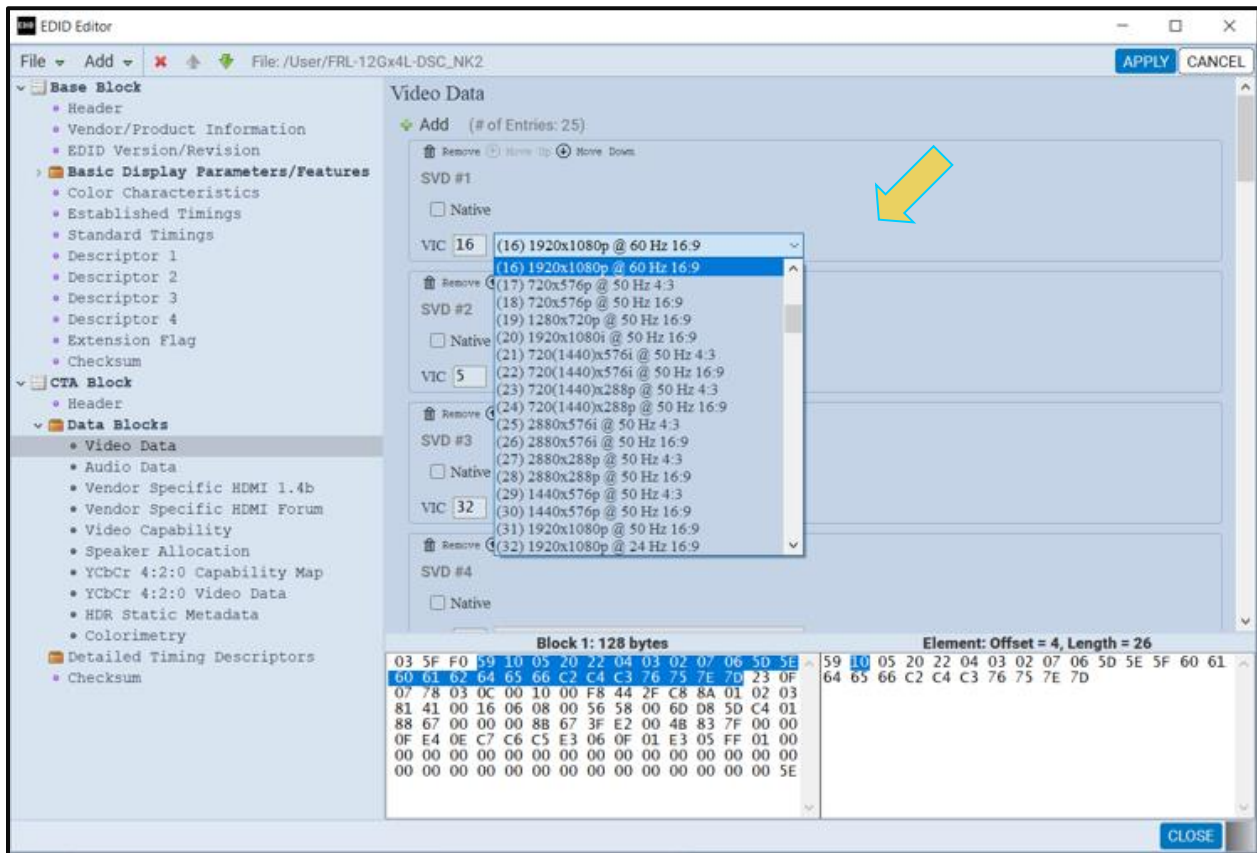 EDID EDID Editor
File Add File: /User/FRL-12Gx4L-DSC_NK2 APPLY CANCEL
Base Block
Header
Vendor/Product Information
EDID Version/Revision
Basic Display Parameters/Features
Color Characteristics
Established Timings
Standard Timings
Descriptor 1
Descriptor 2
Descriptor 3
Descriptor 4
Extension Flag
Checksum
CTA Block
Header
Data Blocks
Video Data
Audio Data
Vendor Specific HDMI 1.4b
Vendor Specific HDMI Forum
Video Capability
Speaker Allocation
YCbCr 4:2:0 Capability Map
YCbCr 4:2:0 Video Data
HDR Static Metadata
Colorimetry
Detailed Timing Descriptors
Checksum
Video Data
Add (# of Entries: 25)
Remove Move Up Move Down
SVD #1
Native
VIC 16 (16) 1920x1080p @ 60 Hz 16:9
(16) 1920x1080p @ 60 Hz 16:9
(17) 720x576p @ 50 Hz 4:3
(18) 720x576p @ 50 Hz 16:9
(19) 1280x720p @ 50 Hz 16:9
(20) 1920x1080i @ 50 Hz 16:9
(21) 720(1440)x576i @ 50 Hz 4:3
(22) 720(1440)x576i @ 50 Hz 16:9
(23) 720(1440)x288p @ 50 Hz 4:3
(24) 720(1440)x288p @ 50 Hz 16:9
(25) 2880x576i @ 50 Hz 4:3
(26) 2880x576i @ 50 Hz 16:9
(27) 2880x288p @ 50 Hz 4:3
(28) 2880x288p @ 50 Hz 16:9
(29) 1440x576p @ 50 Hz 4:3
(30) 1440x576p @ 50 Hz 16:9
(31) 1920x1080p @ 50 Hz 16:9
(32) 1920x1080p @ 24 Hz 16:9
Remove
SVD #2
Native
VIC 5
Remove
SVD #3
Native
VIC 32
Remove
SVD #4
Native
Block 1: 128 bytes
03 5F F0 59 10 05 20 22 04 03 02 07 06 5D 5E
60 61 62 64 65 66 C2 C4 C3 76 75 7E 7D 23 0F
07 78 03 0C 00 10 00 F8 44 2F C8 8A 01 02 03
81 41 00 16 06 08 00 56 58 00 6D D8 5D C4 01
88 67 00 00 00 8B 67 3F E2 00 4B 83 7F 00 00
0F E4 0E C7 C6 C5 E3 06 0F 01 E3 05 FF 01 00
00 00 00 00 00 00 00 00 00 00 00 00 00 00 00
00 00 00 00 00 00 00 00 00 00 00 00 00 00 5E
Element: Offset = 4, Length = 26
59 10 05 20 22 04 03 02 07 06 5D 5E 5F 60 61
64 65 66 C2 C4 C3 76 75 7E 7D
CLOSE